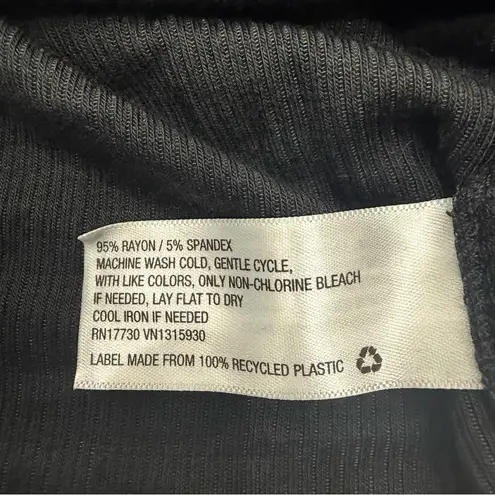 95% RAYON / 5% SPANDEX
MACHINE WASH COLD, GENTLE CYCLE,
WITH LIKE COLORS, ONLY NON-CHLORINE BLEACH
IF NEEDED, LAY FLAT TO DRY
COOL IRON IF NEEDED
RN17730 VN1315930
LABEL MADE FROM 100% RECYCLED PLASTIC